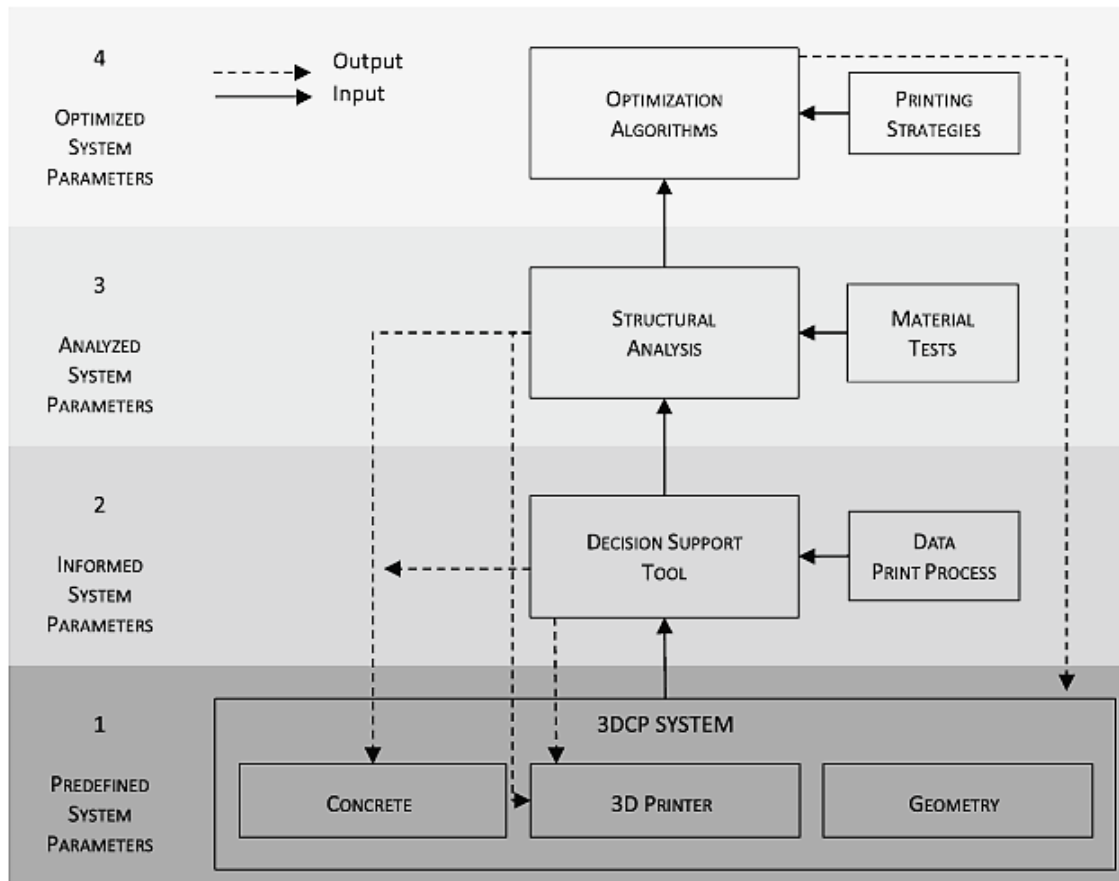 4
OPTIMIZED
SYSTEM
PARAMETERS
Output
Input
OPTIMIZATION
ALGORITHMS
PRINTING
STRATEGIES
3
ANALYZED
SYSTEM
PARAMETERS
STRUCTURAL
ANALYSIS
MATERIAL
TESTS
2
INFORMED
SYSTEM
PARAMETERS
DECISION SUPPORT
TOOL
DATA
PRINT PROCESS
1
PREDEFINED
SYSTEM
PARAMETERS
3DCP SYSTEM
CONCRETE
3D PRINTER
GEOMETRY